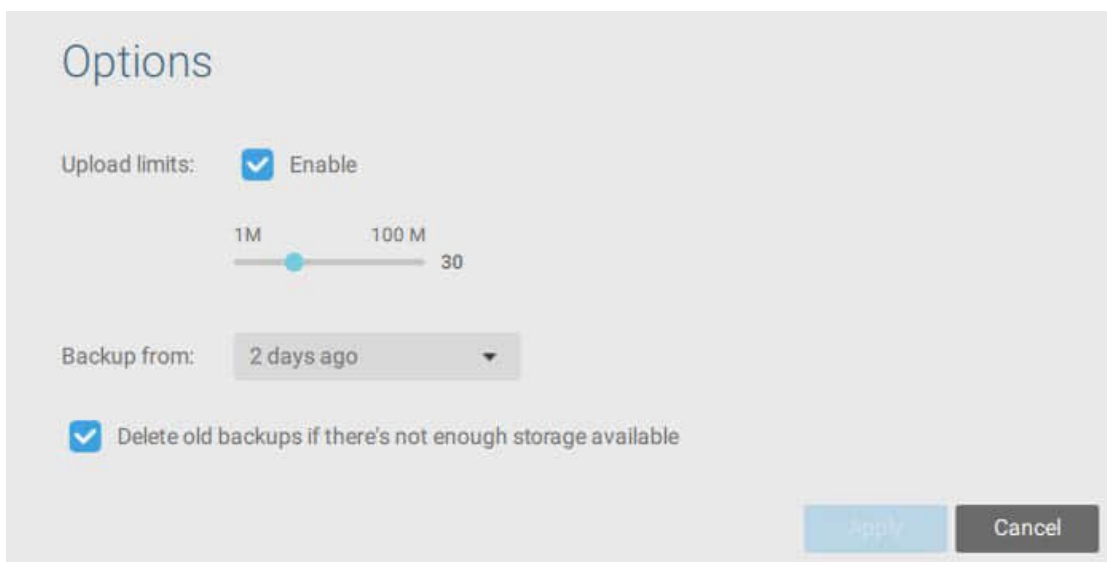 Options
Upload limits: Enable
1M 100 M
30
Backup from: 2 days ago
Delete old backups if there's not enough storage available
Apply Cancel